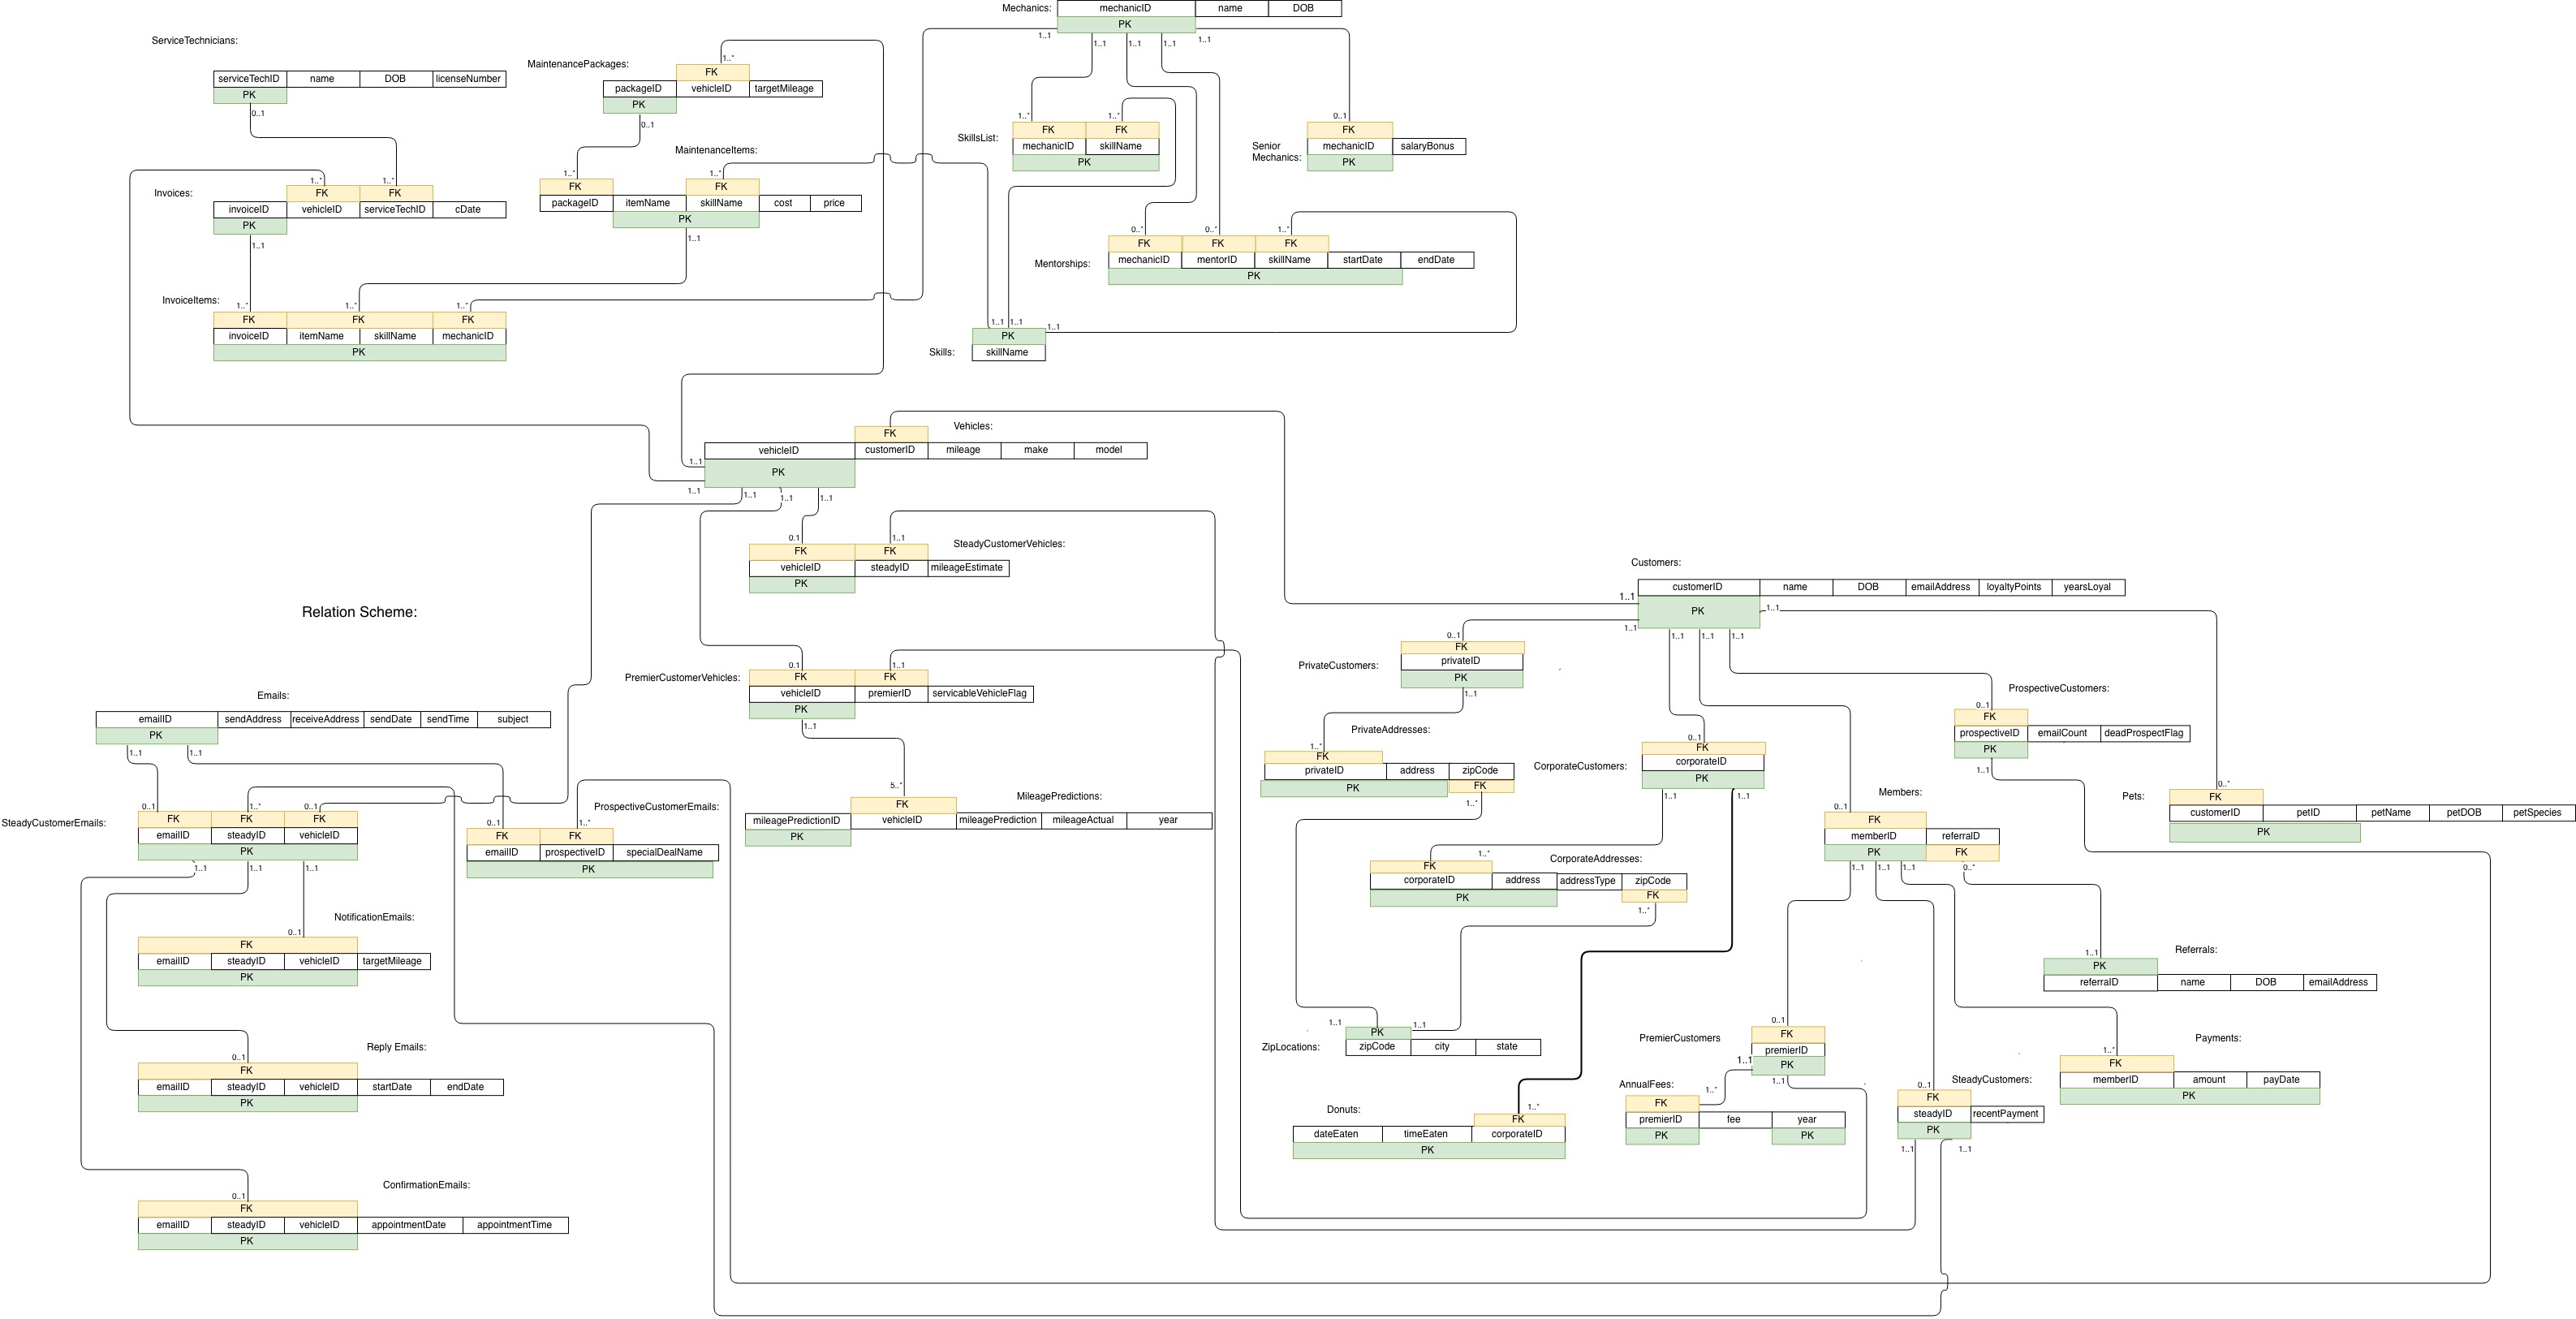 Mechanics:
mechanicID name DOB
PK
1..1 1..1 1..1 1..1 1..1
ServiceTechnicians:
serviceTechID name DOB licenseNumber
PK
0..1
MaintenancePackages:
1..*
FK
packageID vehicleID targetMileage
PK
0..1
MaintenanceItems:
1..* 1..*
FK FK
packageID itemName skillName cost price
PK
1..1
SkillsList:
1..* 1..*
FK FK
mechanicID skillName
PK
Senior
Mechanics:
0..1
FK
mechanicID salaryBonus
PK
Invoices:
1..* 1..*
FK FK
invoiceID vehicleID serviceTechID cDate
PK
1..1
Mentorships:
0..* 0..* 1..*
FK FK FK
mechanicID mentorID skillName startDate endDate
PK
InvoiceItems:
1..* 1..* 1..*
FK FK FK
invoiceID itemName skillName mechanicID
PK
1..1 1..1 1..1
PK
Skills:
skillName
Vehicles:
FK
vehicleID customerID mileage make model
PK
1..1
1..1
1..1 1..1 1..1
SteadyCustomerVehicles:
0.1 1..1
FK FK
vehicleID steadyID mileageEstimate
PK
Customers:
customerID name DOB emailAddress loyaltyPoints yearsLoyal
PK
1..1 1..1
1..1 1..1 1..1 1..1
Relation Scheme:
PrivateCustomers:
0..1
FK
privateID
PK
1..1
PremierCustomerVehicles:
0.1 1..1
FK FK
vehicleID premierID servicableVehicleFlag
PK
1..1
Emails:
emailID sendAddress receiveAddress sendDate sendTime subject
PK
1..1 1..1
ProspectiveCustomers:
0..1
FK
prospectiveID emailCount deadProspectFlag
PK
1..1
PrivateAddresses:
1..*
FK
privateID address zipCode
PK FK
1..*
CorporateCustomers:
0..1
FK
corporateID
PK
1..1 1..1
Pets:
0..*
FK
customerID petID petName petDOB petSpecies
PK
MileagePredictions:
5..*
FK
mileagePredictionID vehicleID mileagePrediction mileageActual year
PK
SteadyCustomerEmails:
0..1 1..* 0..1
FK FK FK
emailID steadyID vehicleID
PK
1..1 1..1 1..1
ProspectiveCustomerEmails:
0..1 1..*
FK FK
emailID prospectiveID specialDealName
PK
Members:
0..1
FK
memberID referralID
PK FK
1..1 1..1 1..1 0..*
CorporateAddresses:
1..*
FK
corporateID address addressType zipCode
PK FK
1..*
NotificationEmails:
0..1
FK
emailID steadyID vehicleID targetMileage
PK
Referrals:
1..1
PK
referralID name DOB emailAddress
ZipLocations:
1..1 1..1
PK
zipCode city state
PremierCustomers
0..1
FK
premierID
PK
1..1
1..1
Reply Emails:
0..1
FK
emailID steadyID vehicleID startDate endDate
PK
Payments:
1..*
FK
memberID amount payDate
PK
AnnualFees:
1..*
FK
premierID fee year
PK PK
SteadyCustomers:
0..1
FK
steadyID recentPayment
PK
1..1 1..1
Donuts:
1..*
FK
dateEaten timeEaten corporateID
PK
ConfirmationEmails:
0..1
FK
emailID steadyID vehicleID appointmentDate appointmentTime
PK